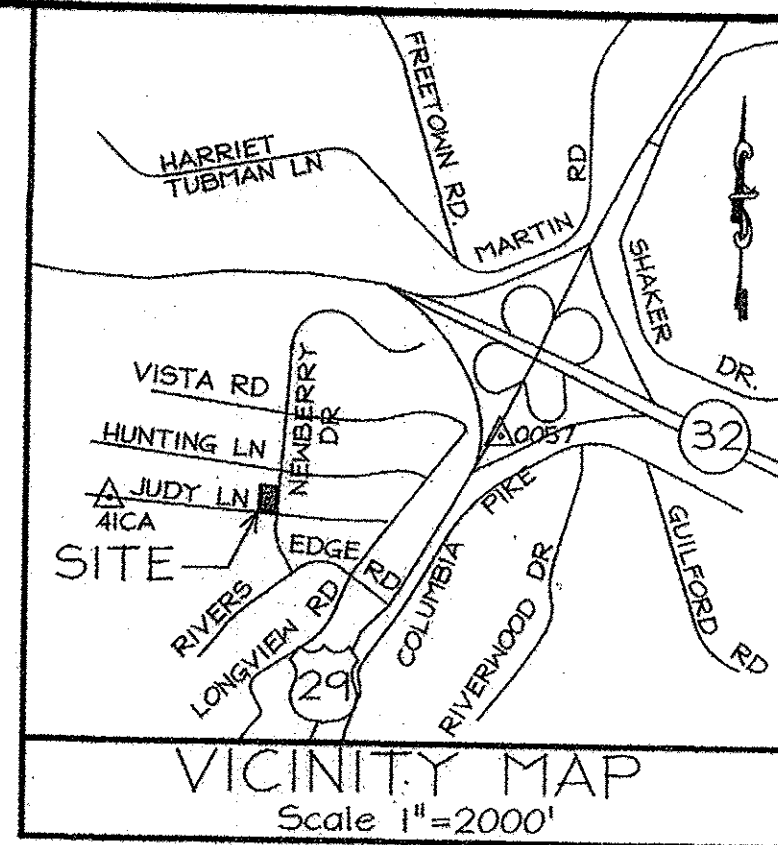 FREETOWN RD.
HARRIET
TUBMAN LN
MARTIN RD
SHAKER DR.
VISTA RD
NEWBERRY
DR
HUNTING LN
0057
32
JUDY LN
41CA
SITE
RIVERS EDGE RD
COLUMBIA PIKE
GUILFORD RD
LONGVIEW RD
RIVERWOOD DR
29
VICINITY MAP
Scale 1"=2000'